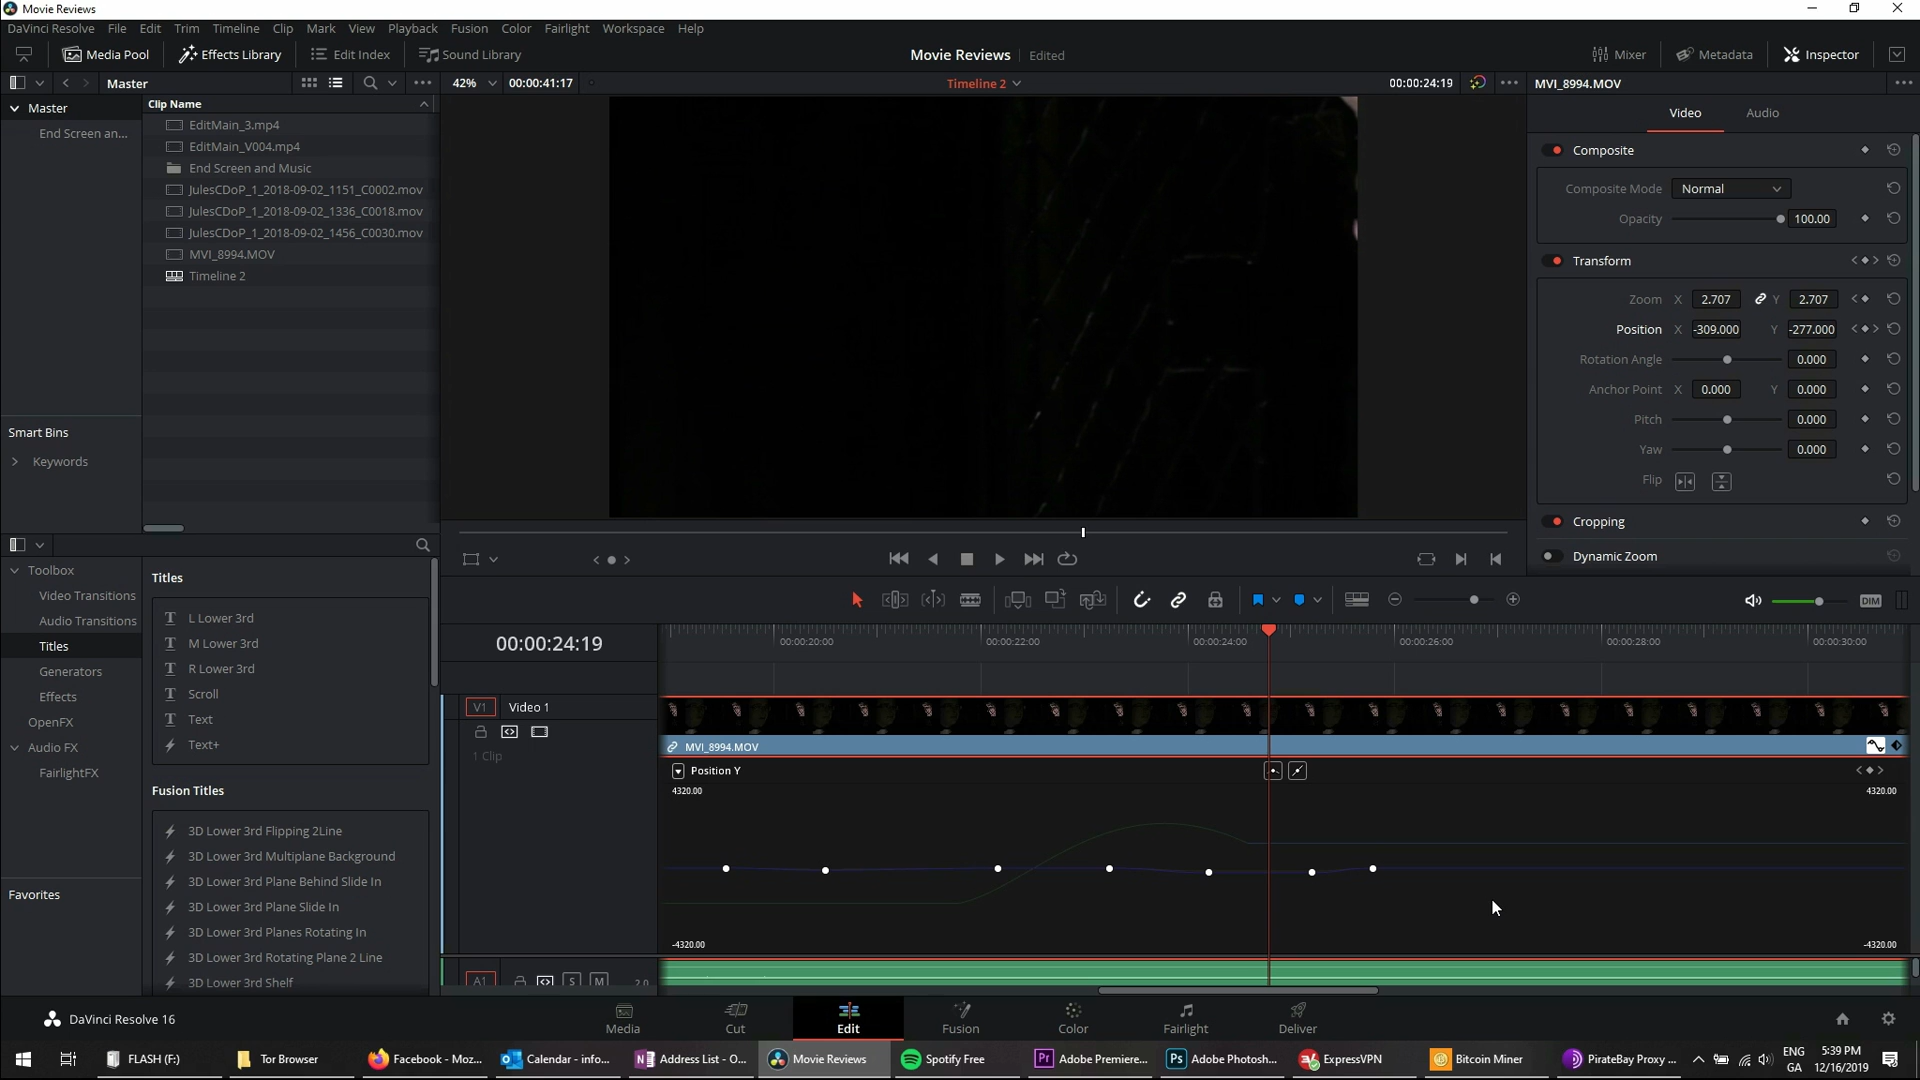 Movie Reviews
DaVinci Resolve File Edit Trim Timeline Clip Mark View Playback Fusion Color Fairlight Workspace Help
Media Pool Effects Library Edit Index Sound Library Movie Reviews Edited Mixer Metadata Inspector
Master 42% 00:00:41:17 Timeline 2 00:00:24:19 MVI_8994.MOV
Master
End Screen an...
Clip Name
EditMain_3.mp4
EditMain_V004.mp4
End Screen and Music
JulesCDoP_1_2018-09-02_1151_C0002.mov
JulesCDoP_1_2018-09-02_1336_C0018.mov
JulesCDoP_1_2018-09-02_1456_C0030.mov
MVI_8994.MOV
Timeline 2
Smart Bins
Keywords
Video Audio
Composite
Composite Mode Normal
Opacity 100.00
Transform
Zoom X 2.707 Y 2.707
Position X -309.000 Y -277.000
Rotation Angle 0.000
Anchor Point X 0.000 Y 0.000
Pitch 0.000
Yaw 0.000
Flip
Cropping
Dynamic Zoom
Toolbox
Video Transitions
Audio Transitions
Titles
Generators
Effects
OpenFX
Audio FX
FairlightFX
Favorites
Titles
L Lower 3rd
M Lower 3rd
R Lower 3rd
Scroll
Text
Text+
Fusion Titles
3D Lower 3rd Flipping 2Line
3D Lower 3rd Multiplane Background
3D Lower 3rd Plane Behind Slide In
3D Lower 3rd Plane Slide In
3D Lower 3rd Planes Rotating In
3D Lower 3rd Rotating Plane 2 Line
3D Lower 3rd Shelf
DIM
00:00:24:19
00:00:20:00 00:00:22:00 00:00:24:00 00:00:26:00 00:00:28:00 00:00:30:00
V1 Video 1
1 Clip
MVI_8994.MOV
Position Y
4320.00 4320.00
-4320.00 -4320.00
A1 S M 2.0
DaVinci Resolve 16
Media Cut Edit Fusion Color Fairlight Deliver
FLASH (F:) Tor Browser Facebook - Moz... Calendar - info... Address List - O... Movie Reviews Spotify Free Adobe Premiere... Adobe Photosh... ExpressVPN Bitcoin Miner PirateBay Proxy ...
ENG
GA
5:39 PM
12/16/2019